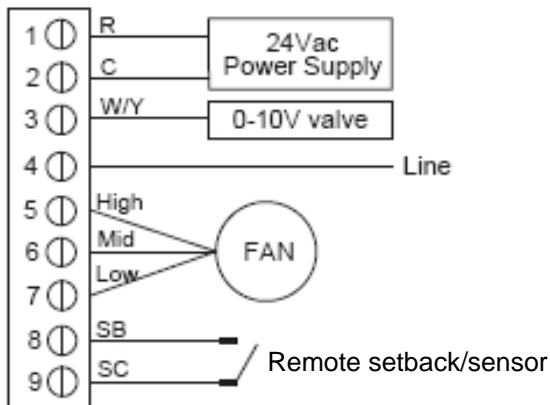 1 R
24Vac
Power Supply
2 C
3 W/Y
0-10V valve
4
Line
5 High
6 Mid
FAN
7 Low
8 SB
Remote setback/sensor
9 SC